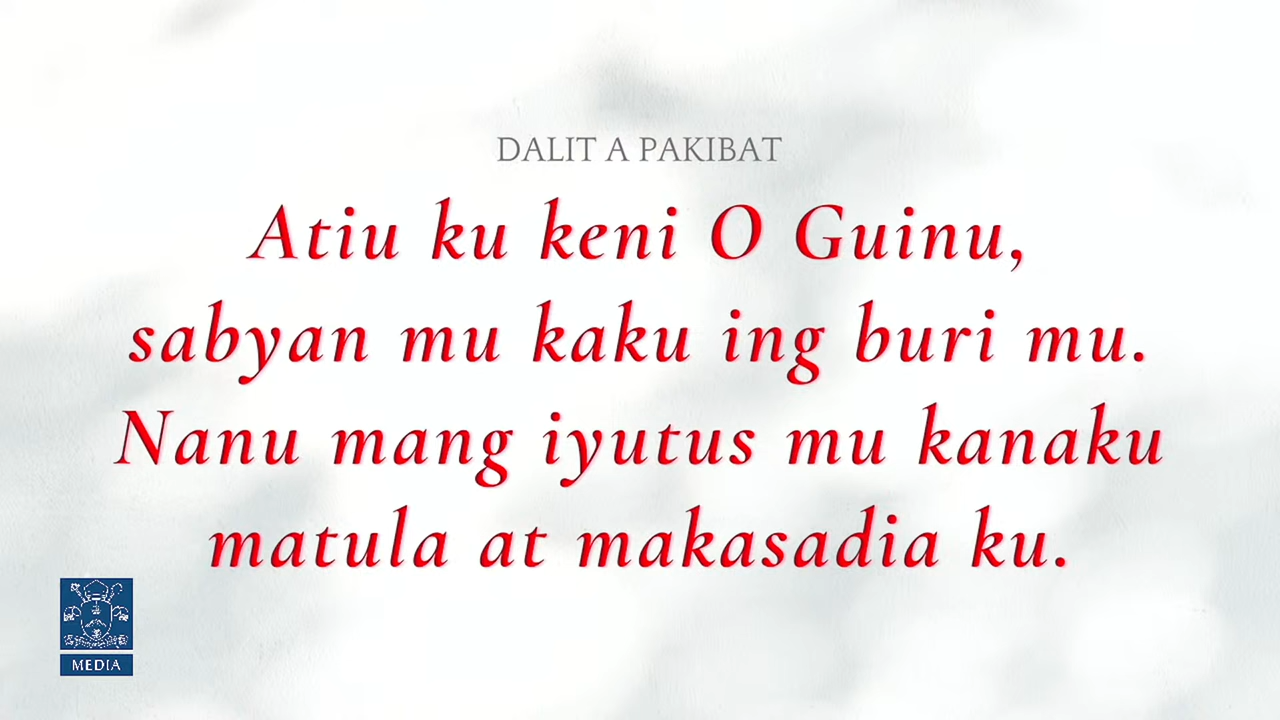 DALIT A PAKIBAT
Atiu ku keni O Guinu,
sabyan mu kaku ing buri mu.
Nanu mang iyutus mu kanaku
matula at makasadia ku.
MEDIA